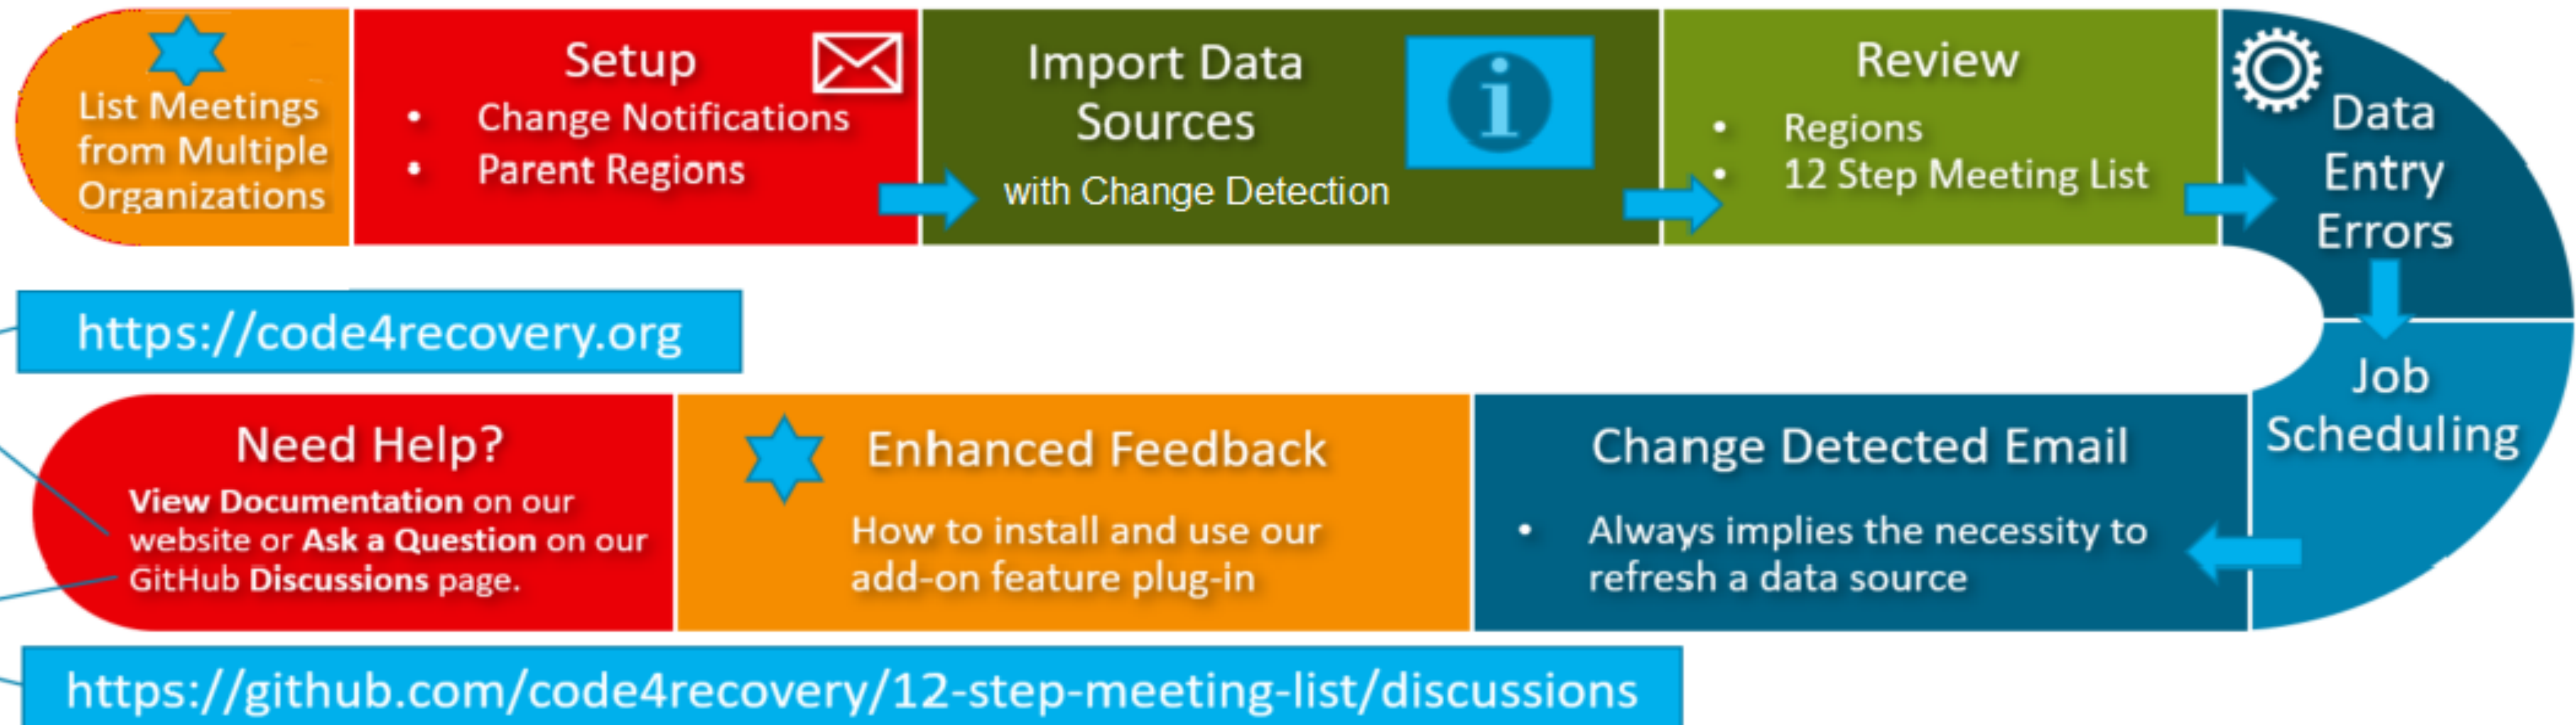 List Meetings
from Multiple
Organizations
Setup
• Change Notifications
• Parent Regions
Import Data
Sources
with Change Detection
i
Review
• Regions
• 12 Step Meeting List
Data
Entry
Errors
Job
Scheduling
https://code4recovery.org
Change Detected Email
• Always implies the necessity to
refresh a data source
Enhanced Feedback
How to install and use our
add-on feature plug-in
Need Help?
View Documentation on our
website or Ask a Question on our
GitHub Discussions page.
https://github.com/code4recovery/12-step-meeting-list/discussions